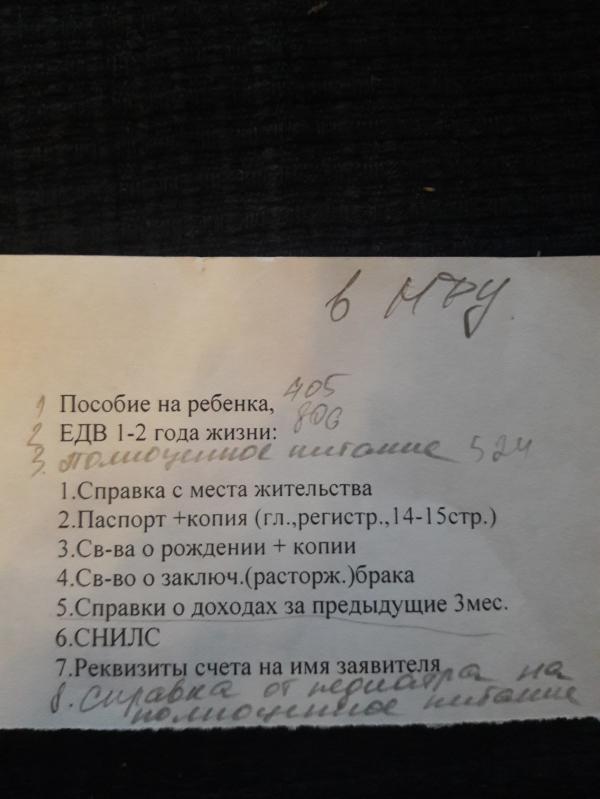 в МФЦ.
1 Пособие на ребенка, 405
2 ЕДВ 1-2 года жизни: 806
3. полноценное питание 524
1.Справка с места жительства
2.Паспорт +копия (гл.,регистр.,14-15стр.)
3.Св-ва о рождении + копии
4.Св-во о заключ.(расторж.)брака
5.Справки о доходах за предыдущие 3мес.
6.СНИЛС
7.Реквизиты счета на имя заявителя
8. Справка от педиатра на
полноценное питание